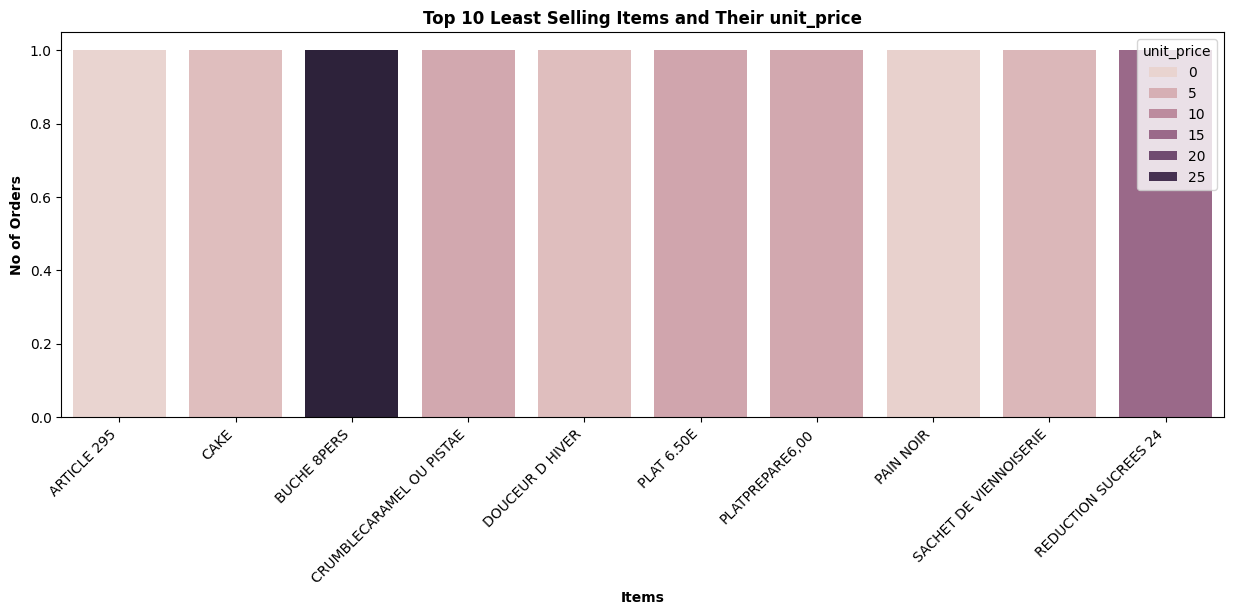 Top 10 Least Selling Items and Their unit_price
unit_price
0
5
10
15
20
25
No of Orders
1.0
0.8
0.6
0.4
0.2
0.0
ARTICLE 295
CAKE
BUCHE 8PERS
CRUMBLECARAMEL OU PISTAE
DOUCEUR D HIVER
PLAT 6.50E
PLATPREPARE6,00
PAIN NOIR
SACHET DE VIENNOISERIE
REDUCTION SUCREES 24
Items